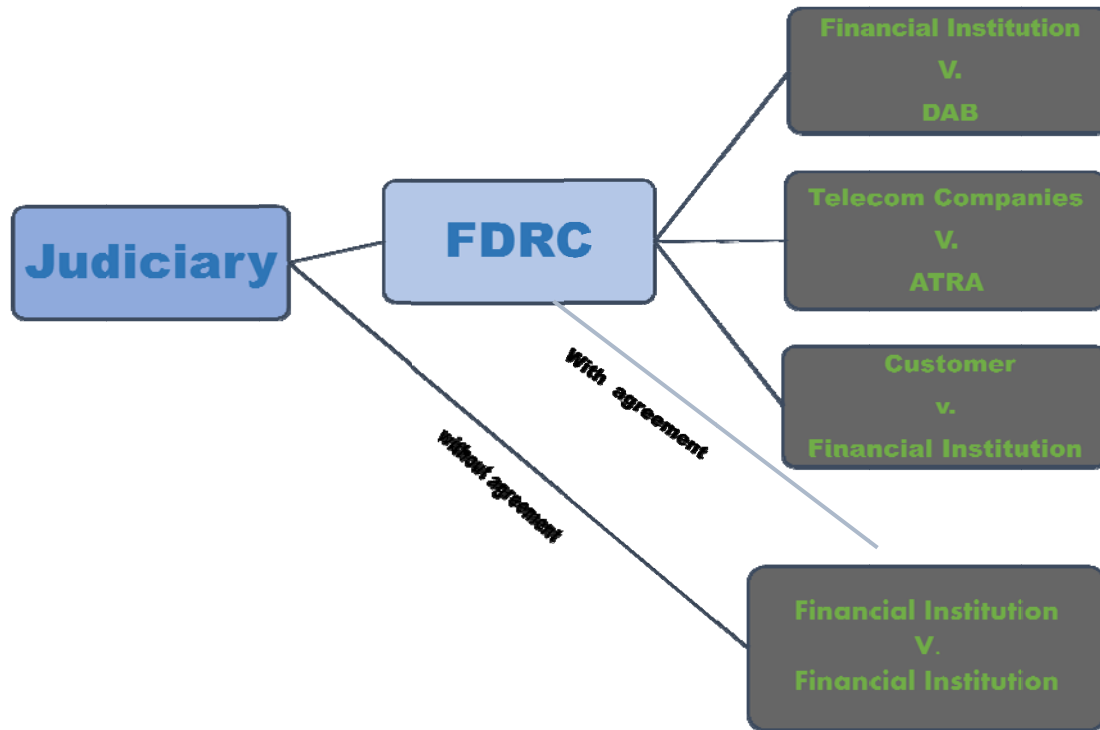 Financial Institution
V.
DAB
Judiciary
FDRC
Telecom Companies
V.
ATRA
With agreement
without agreement
Customer
v.
Financial Institution
Financial Institution
V.
Financial Institution